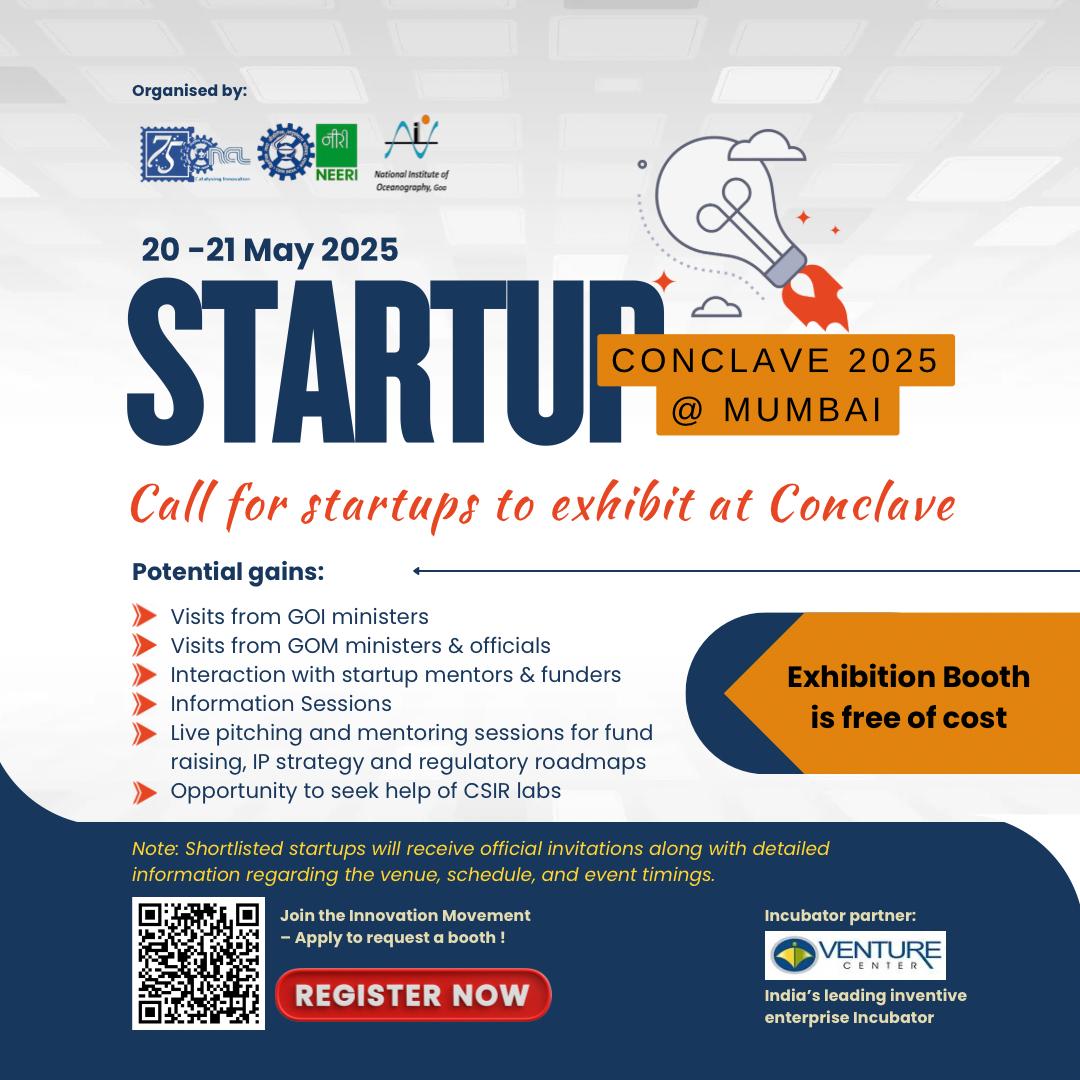 Organised by:
75
NCL
Catalysing Innovation
नीरी
NEERI
National Institute of
Oceanography, Goa
20 –21 May 2025
STARTUP
CONCLAVE 2025
@ MUMBAI
Call for startups to exhibit at Conclave
Potential gains:
Visits from GOI ministers
Visits from GOM ministers & officials
Interaction with startup mentors & funders
Information Sessions
Live pitching and mentoring sessions for fund
raising, IP strategy and regulatory roadmaps
Opportunity to seek help of CSIR labs
Exhibition Booth
is free of cost
Note: Shortlisted startups will receive official invitations along with detailed
information regarding the venue, schedule, and event timings.
Join the Innovation Movement
– Apply to request a booth !
REGISTER NOW
Incubator partner:
VENTURE
CENTER
India’s leading inventive
enterprise Incubator